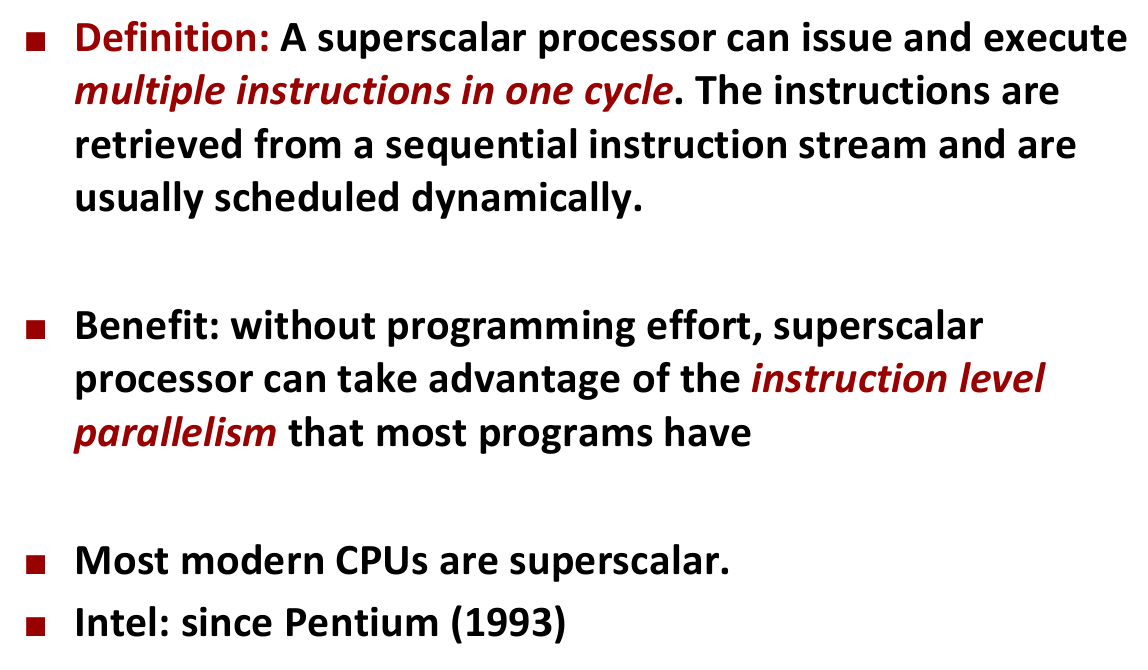 ■ Definition: A superscalar processor can issue and execute
multiple instructions in one cycle. The instructions are
retrieved from a sequential instruction stream and are
usually scheduled dynamically.
■ Benefit: without programming effort, superscalar
processor can take advantage of the instruction level
parallelism that most programs have
■ Most modern CPUs are superscalar.
■ Intel: since Pentium (1993)